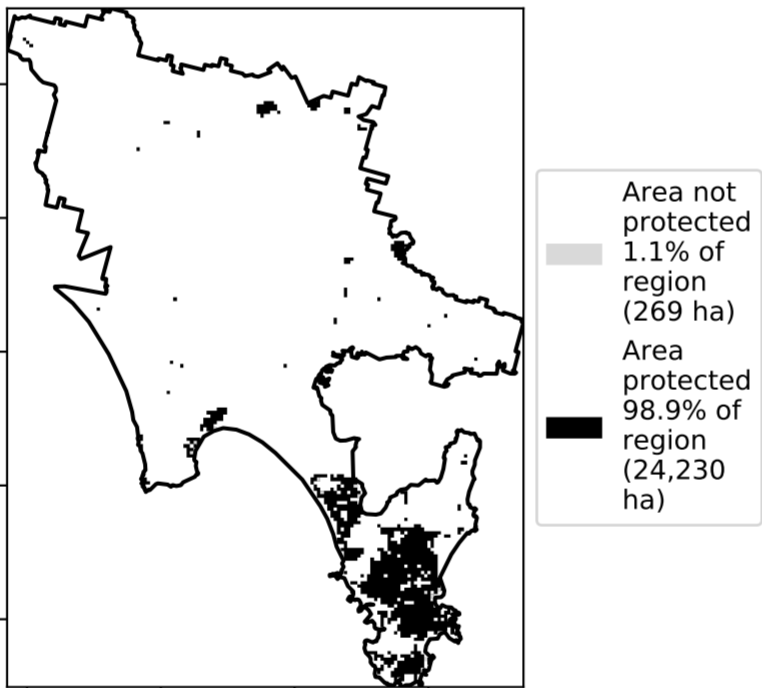 Area not
protected
1.1% of
region
(269 ha)
Area
protected
98.9% of
region
(24,230
ha)